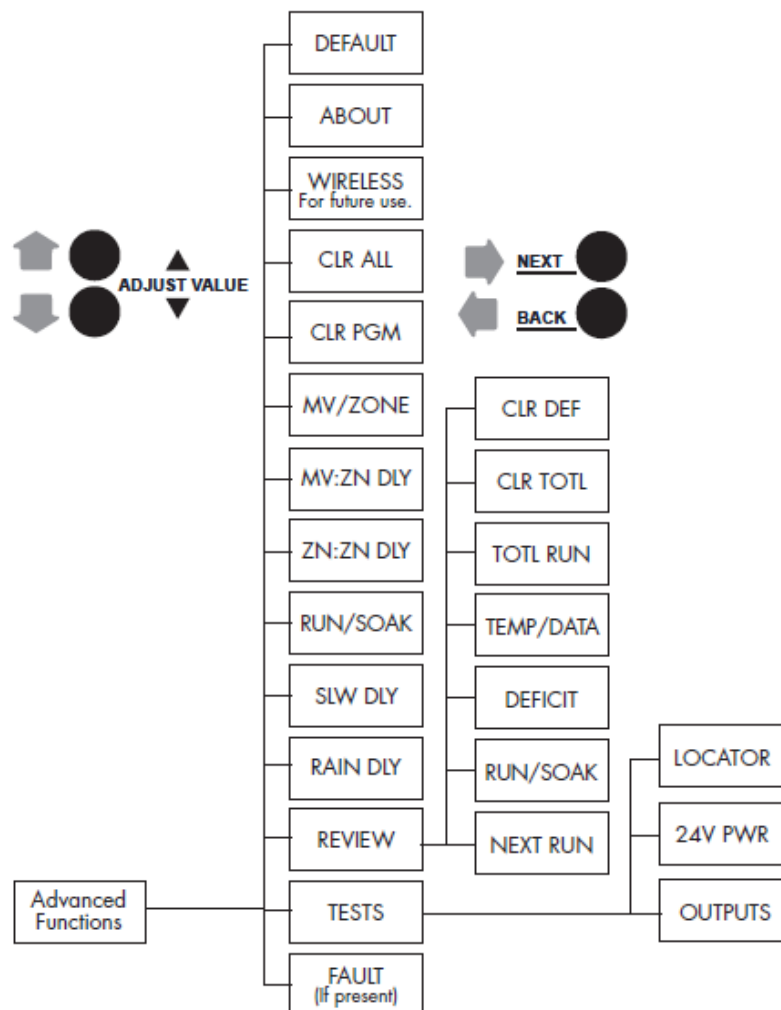 DEFAULT
ABOUT
WIRELESS
For future use.
CLR ALL
ADJUST VALUE
NEXT
BACK
CLR PGM
MV/ZONE
MV:ZN DLY
ZN:ZN DLY
RUN/SOAK
SLW DLY
RAIN DLY
REVIEW
TESTS
FAULT
(If present)
CLR DEF
CLR TOTL
TOTL RUN
TEMP/DATA
DEFICIT
RUN/SOAK
NEXT RUN
LOCATOR
24V PWR
OUTPUTS
Advanced
Functions